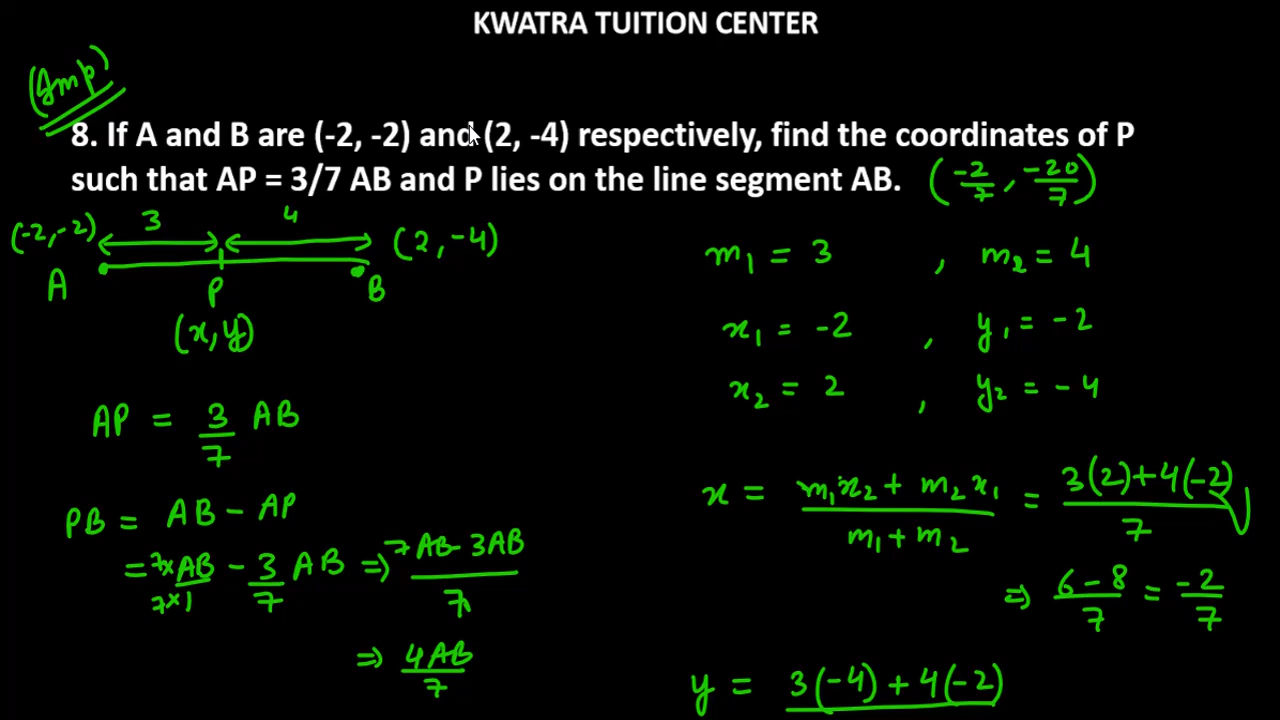 KWATRA TUITION CENTER
(Imp)
8. If A and B are (-2, -2) and (2, -4) respectively, find the coordinates of P
such that AP = 3/7 AB and P lies on the line segment AB. (-2/7, -20/7)
(-2, -2) 3 4 (2, -4)
A P B
(x, y)
AP = 3/7 AB
PB = AB - AP
= 7×AB/7×1 - 3/7 AB ⇒ 7AB - 3AB/7
⇒ 4AB/7
m₁ = 3 , m₂ = 4
x₁ = -2 , y₁ = -2
x₂ = 2 , y₂ = -4
x = m₁x₂ + m₂x₁/m₁ + m₂ = 3(2)+4(-2)/7
⇒ 6-8/7 = -2/7
y = 3(-4) + 4(-2)